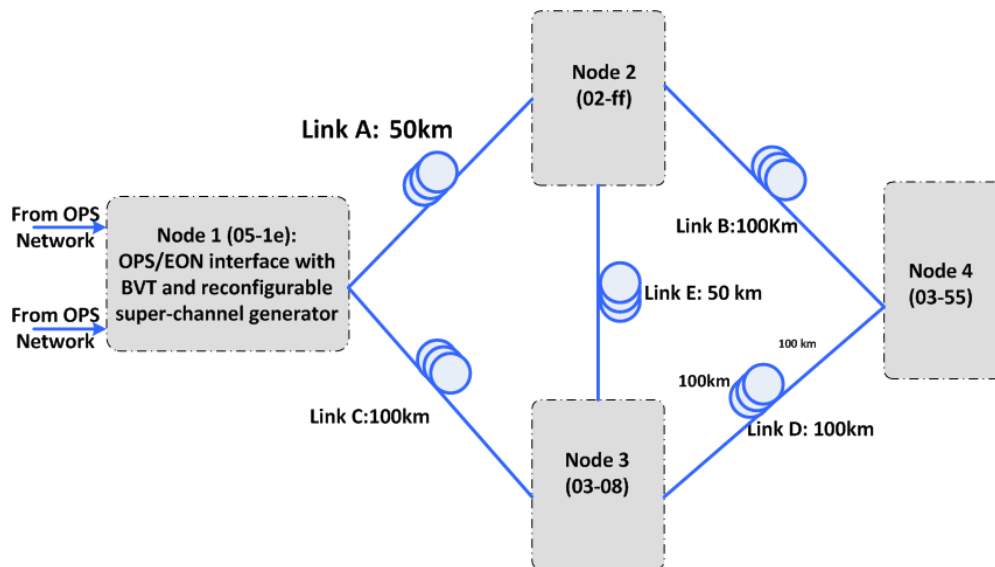 Node 2
(02-ff)
Link A: 50km
From OPS
Network
Node 1 (05-1e):
OPS/EON interface with
BVT and reconfigurable
super-channel generator
From OPS
Network
Link B:100Km
Node 4
(03-55)
Link E: 50 km
100 km
100km
Link C:100km
Link D: 100km
Node 3
(03-08)